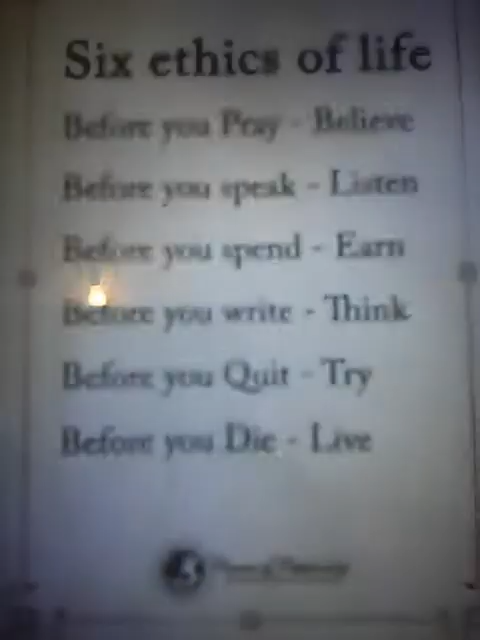 Six ethics of life
Before you Pray - Believe
Before you speak - Listen
Before you spend - Earn
Before you write - Think
Before you Quit - Try
Before you Die - Live